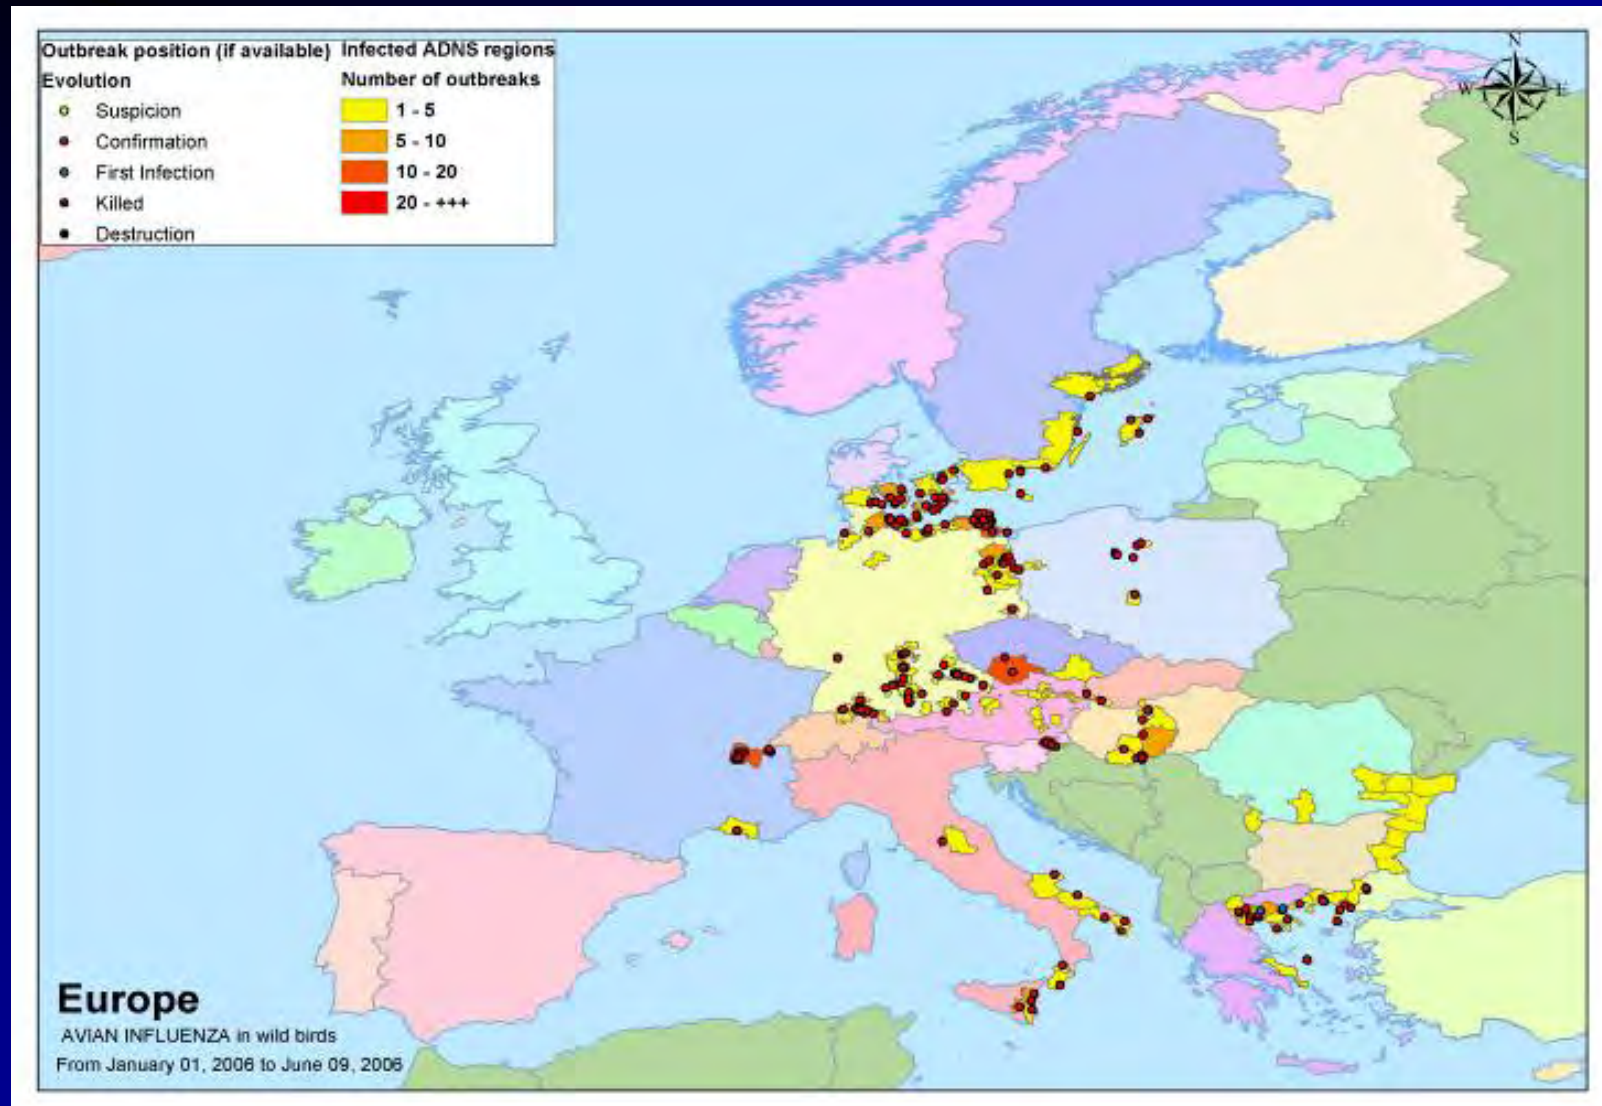 Outbreak position (if available)
Evolution
Suspicion
Confirmation
First Infection
Killed
Destruction
Infected ADNS regions
Number of outbreaks
1 - 5
5 - 10
10 - 20
20 - +++
N
W E
S
Europe
AVIAN INFLUENZA in wild birds
From January 01, 2006 to June 09, 2006